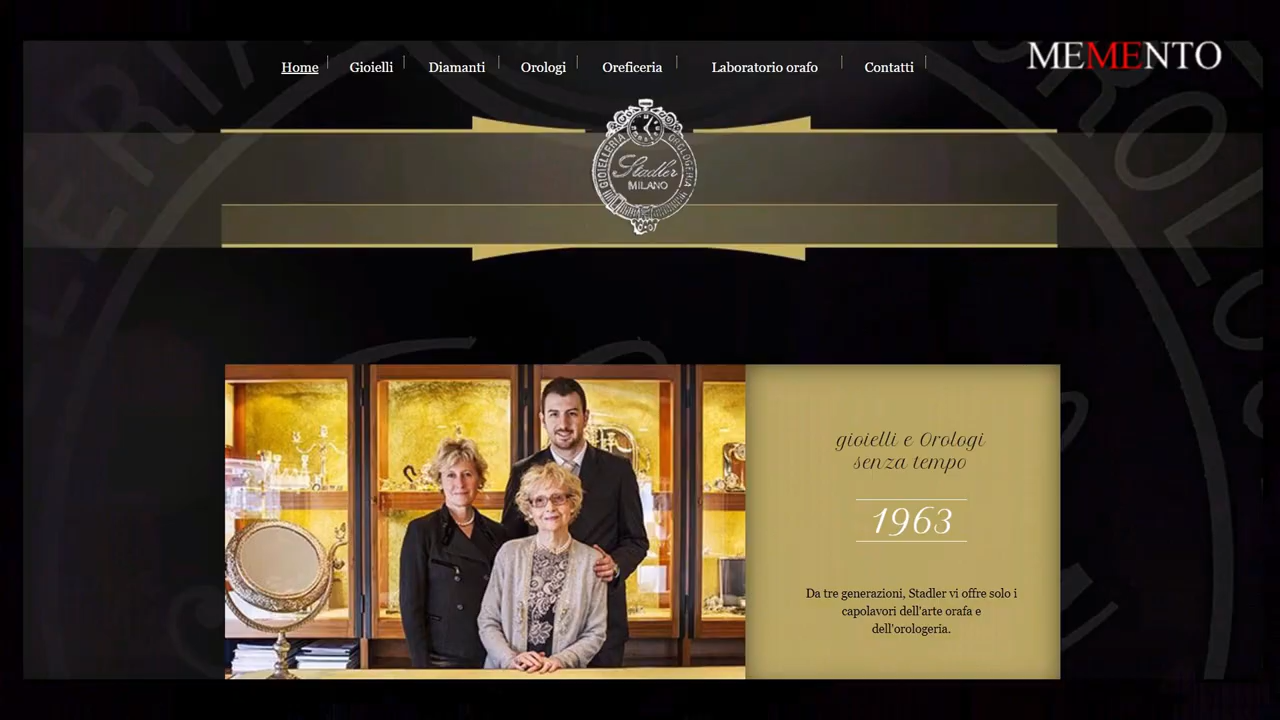 MEMENTO
Home
Gioielli
Diamanti
Orologi
Oreficeria
Laboratorio orafo
Contatti
GIOIELLERIA
OROLOGERIA
Stadler
MILANO
gioielli e Orologi
senza tempo
1963
Da tre generazioni, Stadler vi offre solo i
capolavori dell'arte orafa e
dell'orologeria.